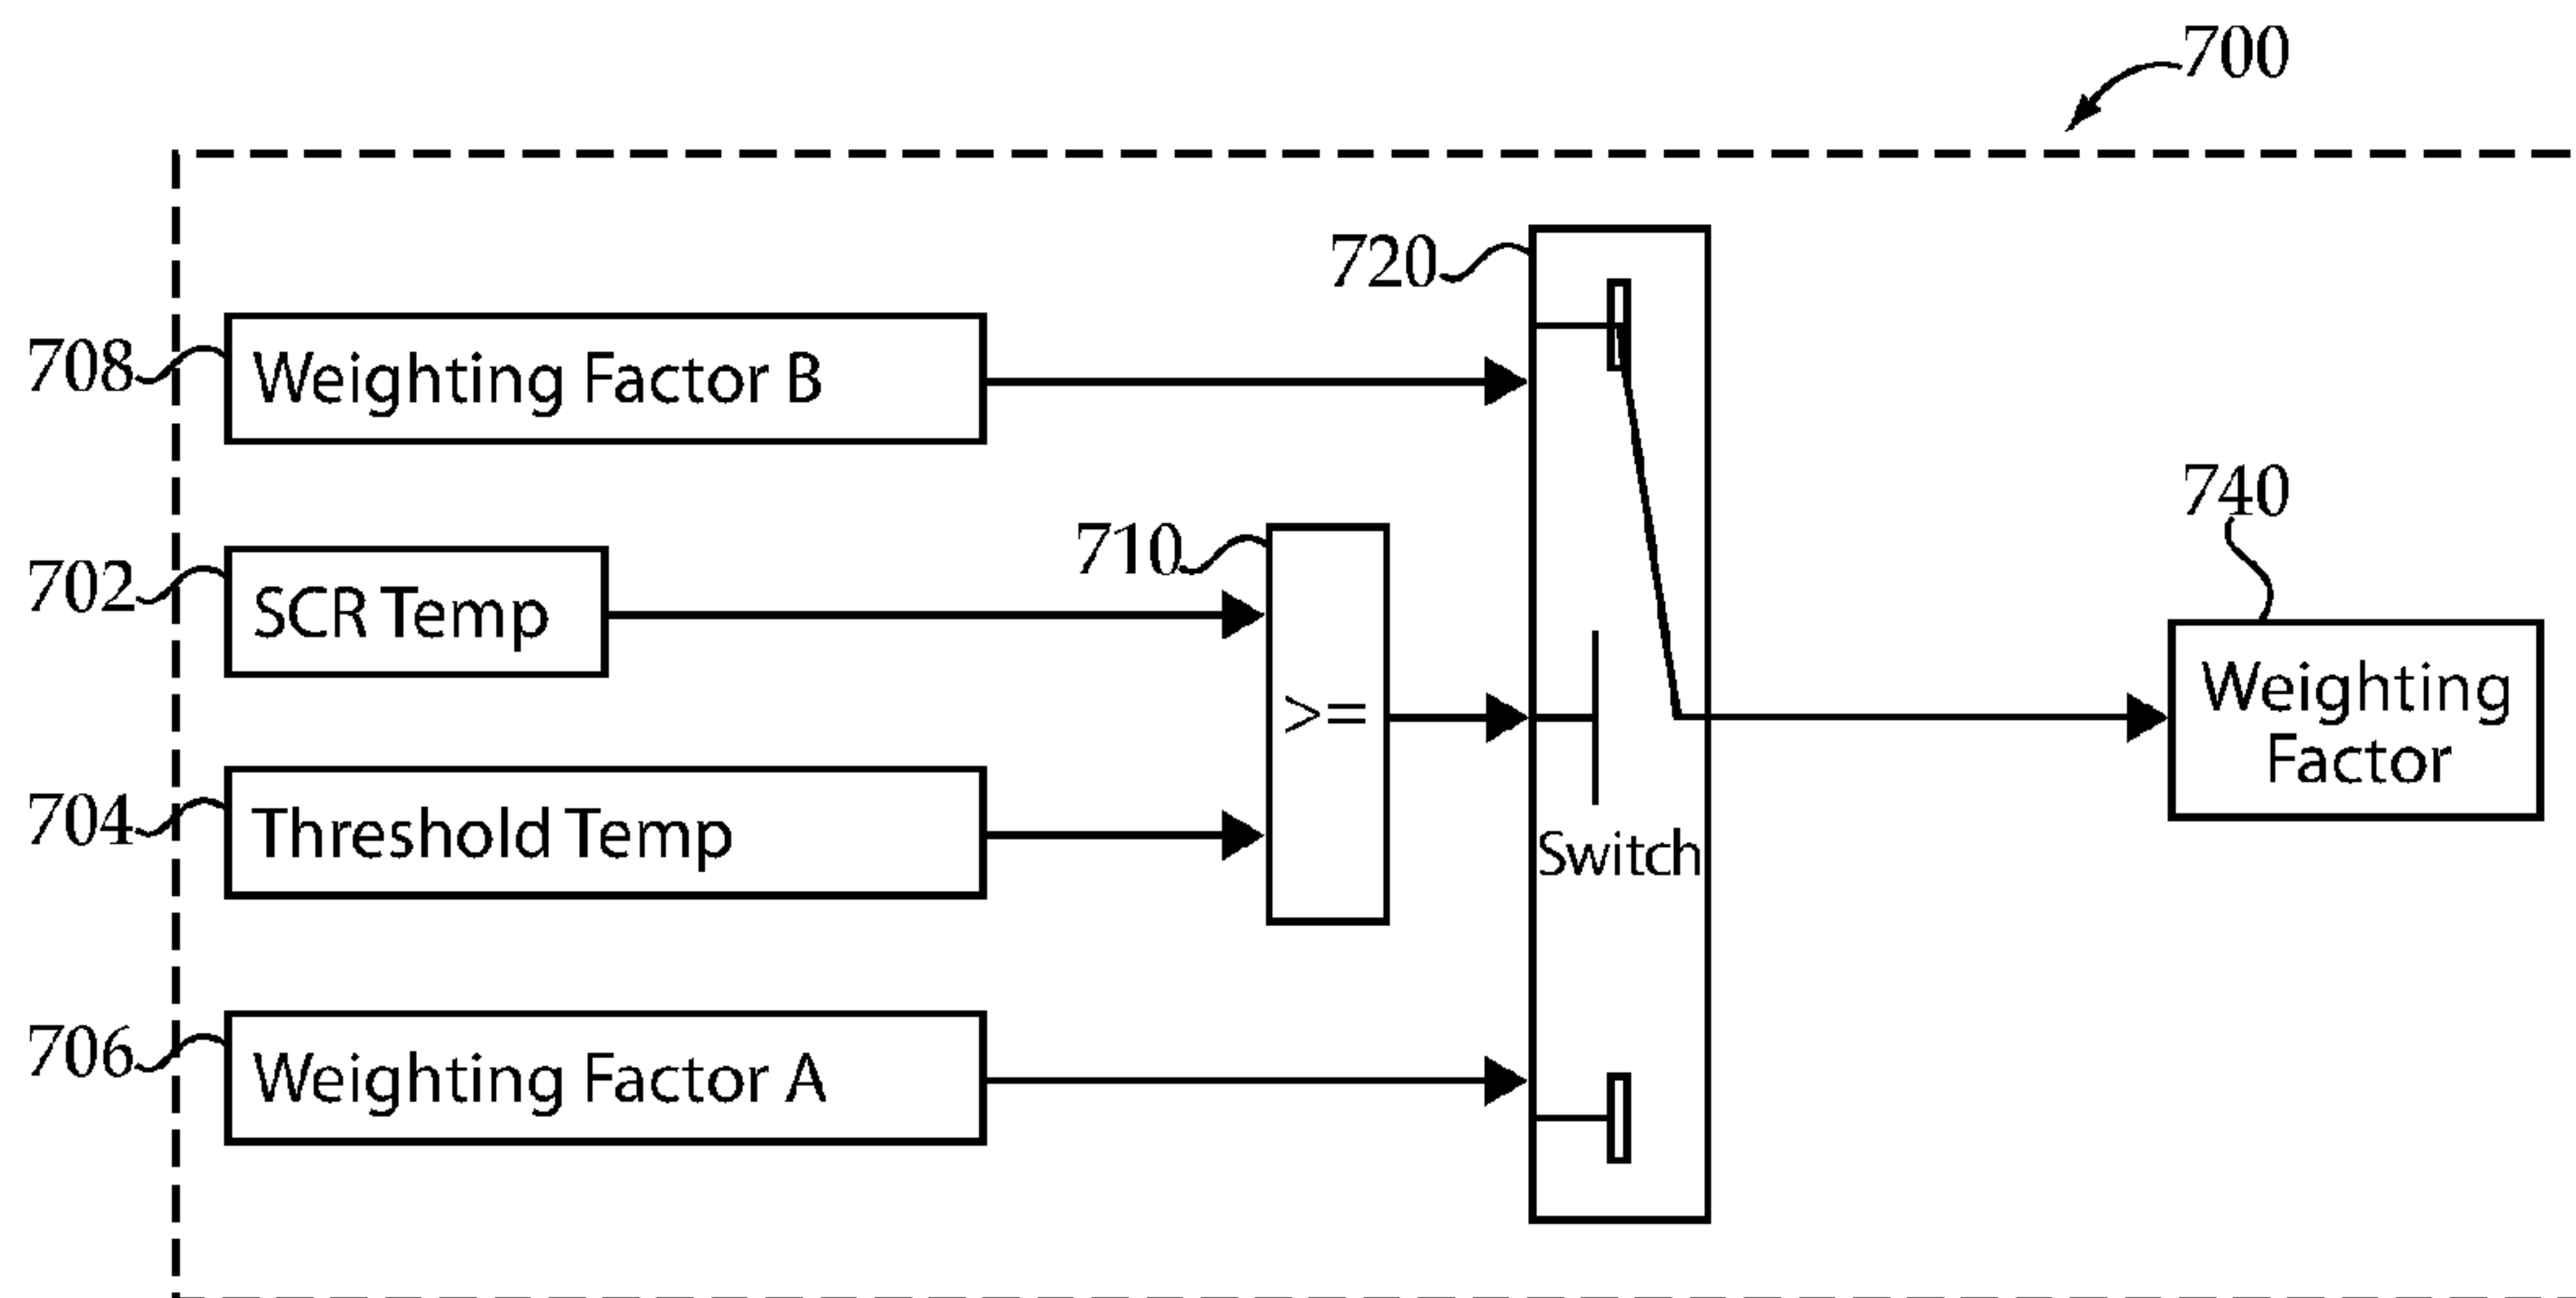 700
720
708
Weighting Factor B
740
710
702
SCR Temp
>=
Weighting
Factor
704
Threshold Temp
Switch
706
Weighting Factor A